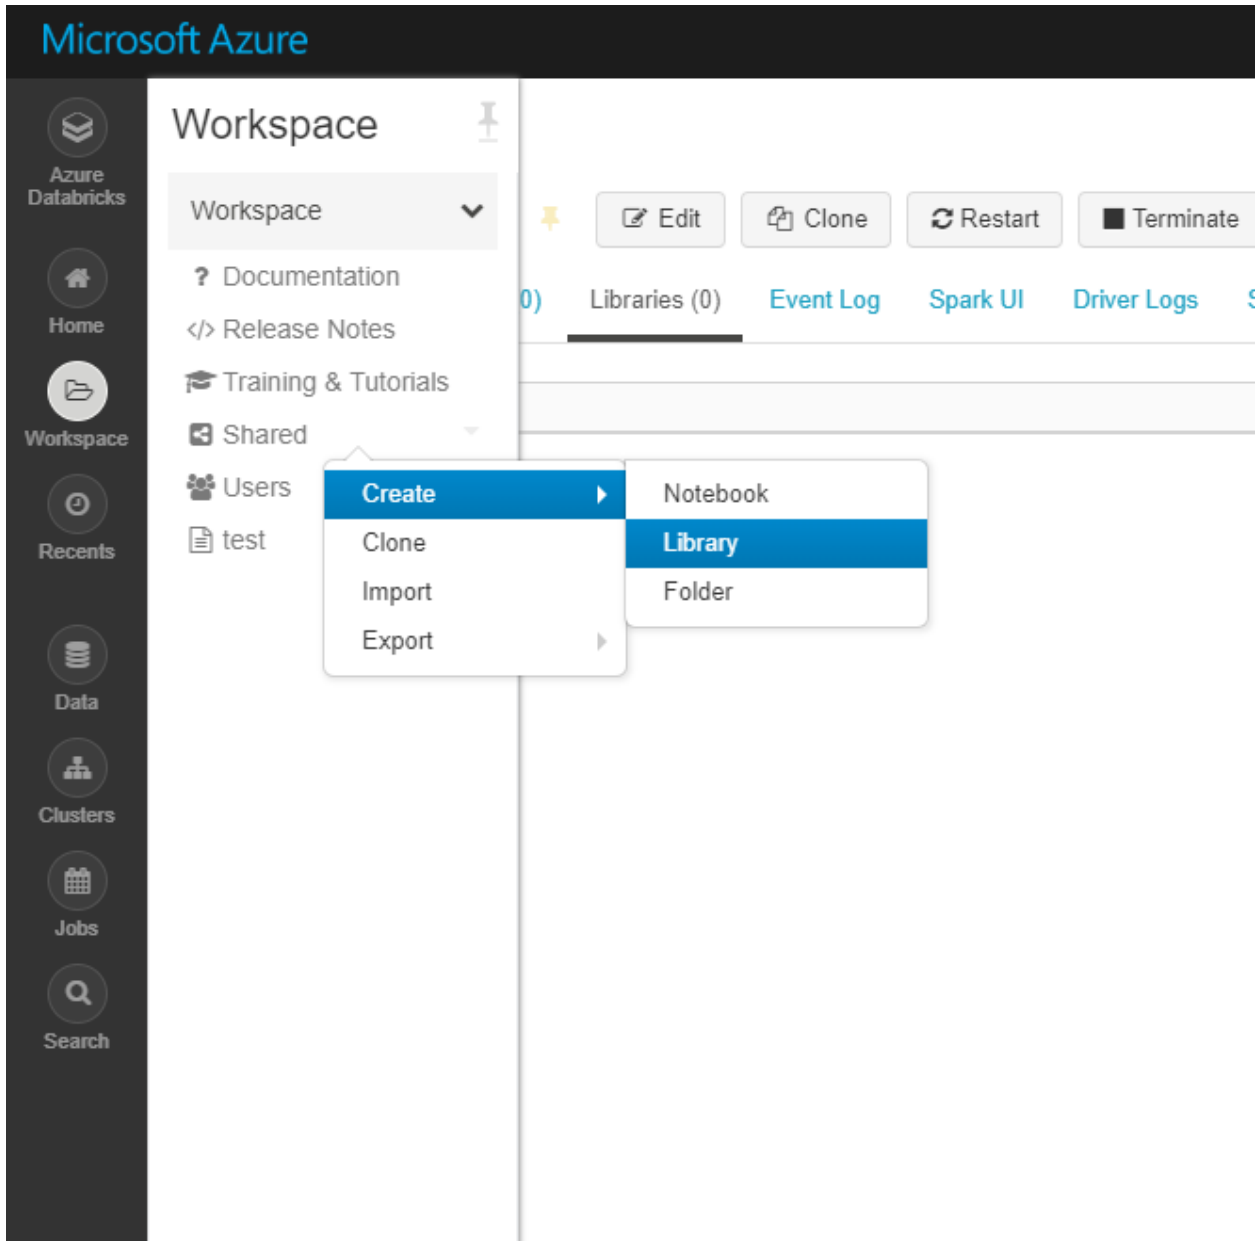 Microsoft Azure
Azure
Databricks
Home
Workspace
Recents
Data
Clusters
Jobs
Search
Workspace
Workspace
? Documentation
</> Release Notes
Training & Tutorials
Shared
Users
test
Create
Clone
Import
Export
Notebook
Library
Folder
Edit Clone Restart Terminate
0) Libraries (0) Event Log Spark UI Driver Logs